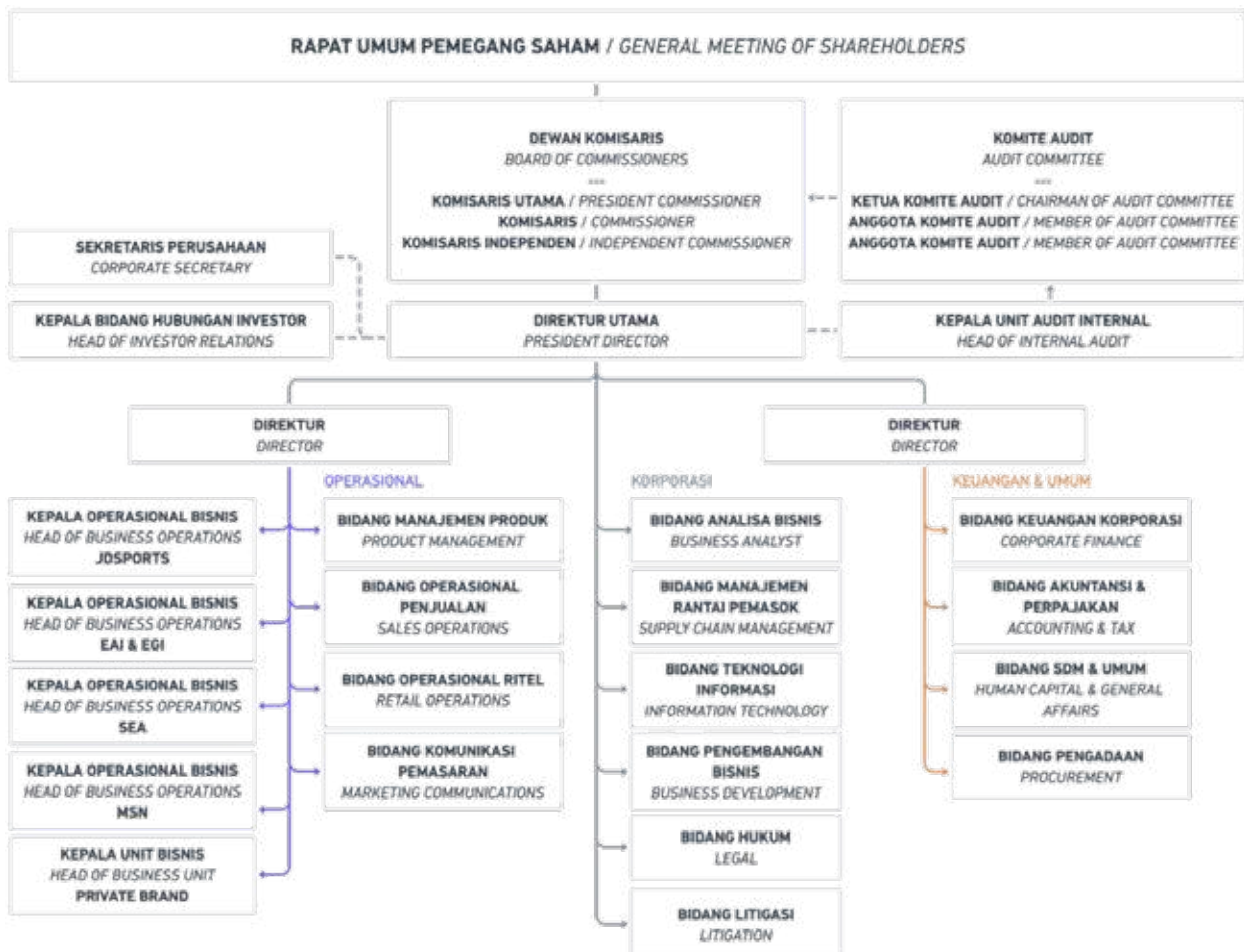 RAPAT UMUM PEMEGANG SAHAM / GENERAL MEETING OF SHAREHOLDERS
DEWAN KOMISARIS
BOARD OF COMMISSIONERS
---
KOMISARIS UTAMA / PRESIDENT COMMISSIONER
KOMISARIS / COMMISSIONER
KOMISARIS INDEPENDEN / INDEPENDENT COMMISSIONER
KOMITE AUDIT
AUDIT COMMITTEE
---
KETUA KOMITE AUDIT / CHAIRMAN OF AUDIT COMMITTEE
ANGGOTA KOMITE AUDIT / MEMBER OF AUDIT COMMITTEE
ANGGOTA KOMITE AUDIT / MEMBER OF AUDIT COMMITTEE
SEKRETARIS PERUSAHAAN
CORPORATE SECRETARY
KEPALA BIDANG HUBUNGAN INVESTOR
HEAD OF INVESTOR RELATIONS
DIREKTUR UTAMA
PRESIDENT DIRECTOR
KEPALA UNIT AUDIT INTERNAL
HEAD OF INTERNAL AUDIT
DIREKTUR
DIRECTOR
DIREKTUR
DIRECTOR
OPERASIONAL
KORPORASI
KEUANGAN & UMUM
KEPALA OPERASIONAL BISNIS
HEAD OF BUSINESS OPERATIONS
JDSPORTS
KEPALA OPERASIONAL BISNIS
HEAD OF BUSINESS OPERATIONS
EAI & EGI
KEPALA OPERASIONAL BISNIS
HEAD OF BUSINESS OPERATIONS
SEA
KEPALA OPERASIONAL BISNIS
HEAD OF BUSINESS OPERATIONS
MSN
KEPALA UNIT BISNIS
HEAD OF BUSINESS UNIT
PRIVATE BRAND
BIDANG MANAJEMEN PRODUK
PRODUCT MANAGEMENT
BIDANG OPERASIONAL
PENJUALAN
SALES OPERATIONS
BIDANG OPERASIONAL RITEL
RETAIL OPERATIONS
BIDANG KOMUNIKASI
PEMASARAN
MARKETING COMMUNICATIONS
BIDANG ANALISA BISNIS
BUSINESS ANALYST
BIDANG MANAJEMEN
RANTAI PEMASOK
SUPPLY CHAIN MANAGEMENT
BIDANG TEKNOLOGI
INFORMASI
INFORMATION TECHNOLOGY
BIDANG PENGEMBANGAN
BISNIS
BUSINESS DEVELOPMENT
BIDANG HUKUM
LEGAL
BIDANG LITIGASI
LITIGATION
BIDANG KEUANGAN KORPORASI
CORPORATE FINANCE
BIDANG AKUNTANSI &
PERPAJAKAN
ACCOUNTING & TAX
BIDANG SDM & UMUM
HUMAN CAPITAL & GENERAL
AFFAIRS
BIDANG PENGADAAN
PROCUREMENT